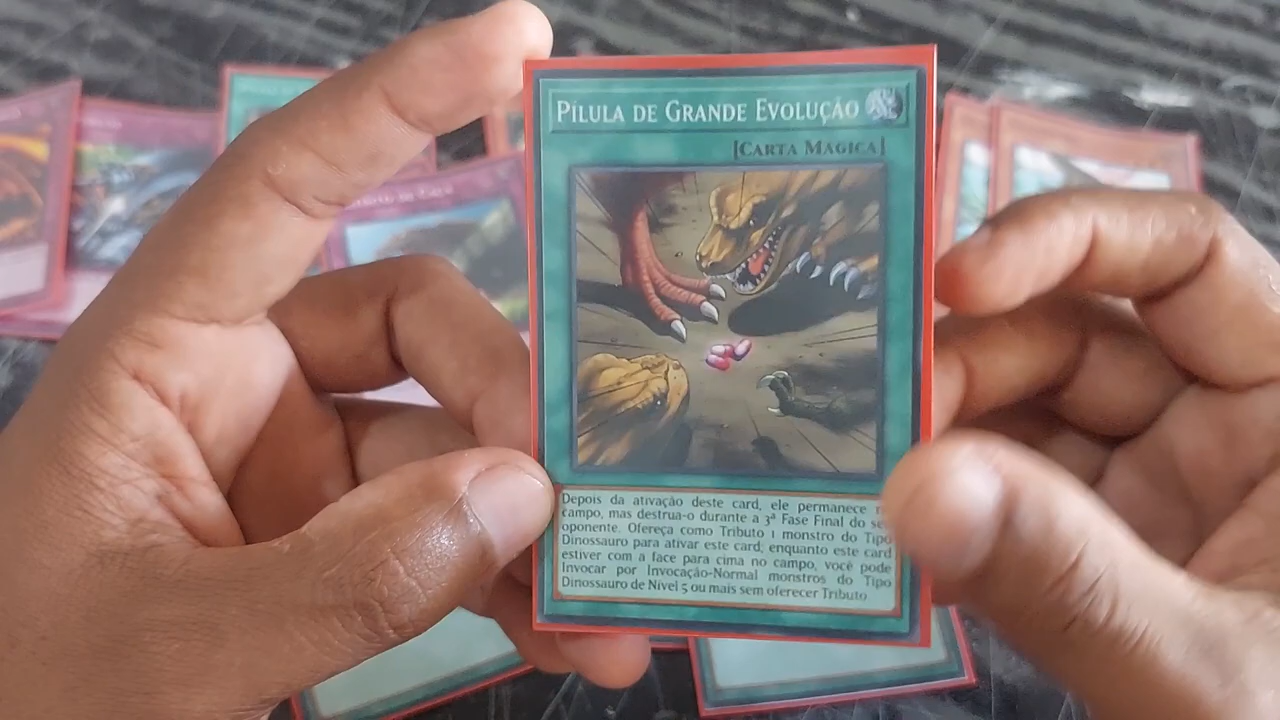 PÍLULA DE GRANDE EVOLUÇÃO
[CARTA MÁGICA]
Depois da ativação deste card, ele permanece
campo, mas destrua-o durante a 3ª Fase Final do
oponente. Ofereça como Tributo 1 monstro do Tipo
Dinossauro para ativar este card; enquanto este card
estiver com a face para cima no campo, você pode
Invocar por Invocação-Normal monstros do Tipo
Dinossauro de Nível 5 ou mais sem oferecer Tributo